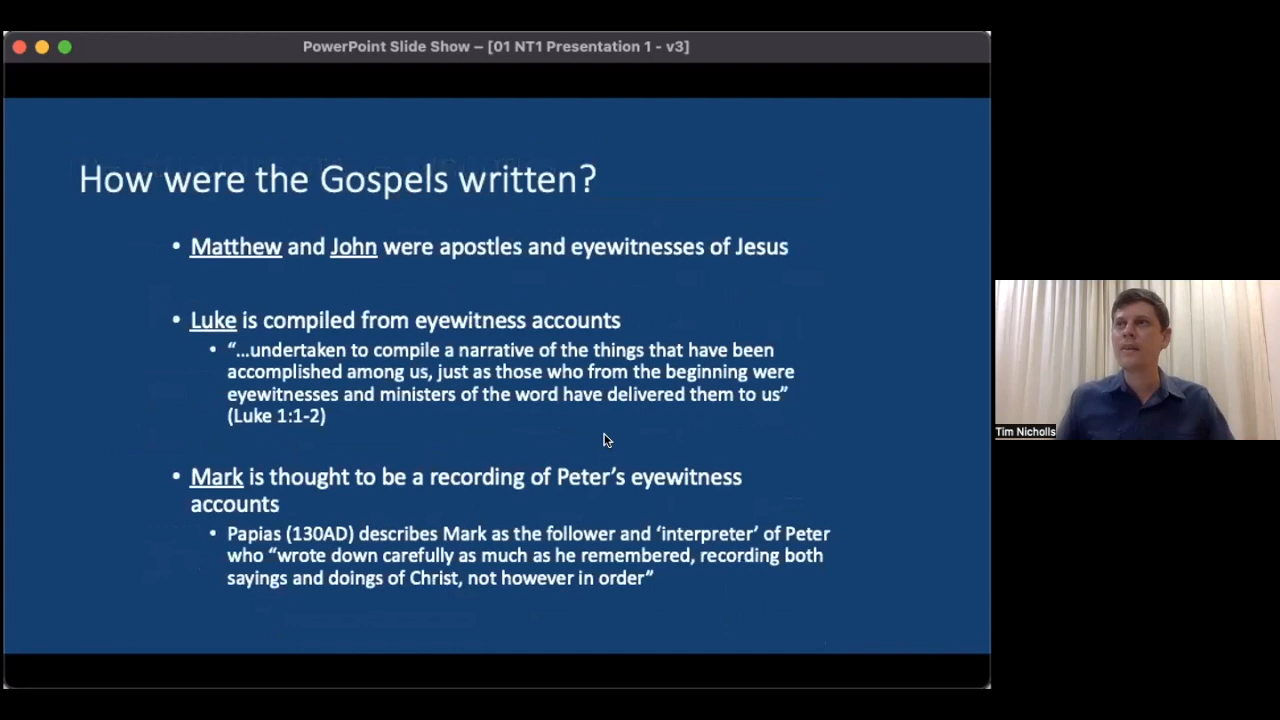 PowerPoint Slide Show – [01 NT1 Presentation 1 - v3]
How were the Gospels written?
• Matthew and John were apostles and eyewitnesses of Jesus
• Luke is compiled from eyewitness accounts
• “...undertaken to compile a narrative of the things that have been
accomplished among us, just as those who from the beginning were
eyewitnesses and ministers of the word have delivered them to us”
(Luke 1:1-2)
• Mark is thought to be a recording of Peter’s eyewitness
accounts
• Papias (130AD) describes Mark as the follower and ‘interpreter’ of Peter
who “wrote down carefully as much as he remembered, recording both
sayings and doings of Christ, not however in order”
Tim Nicholls